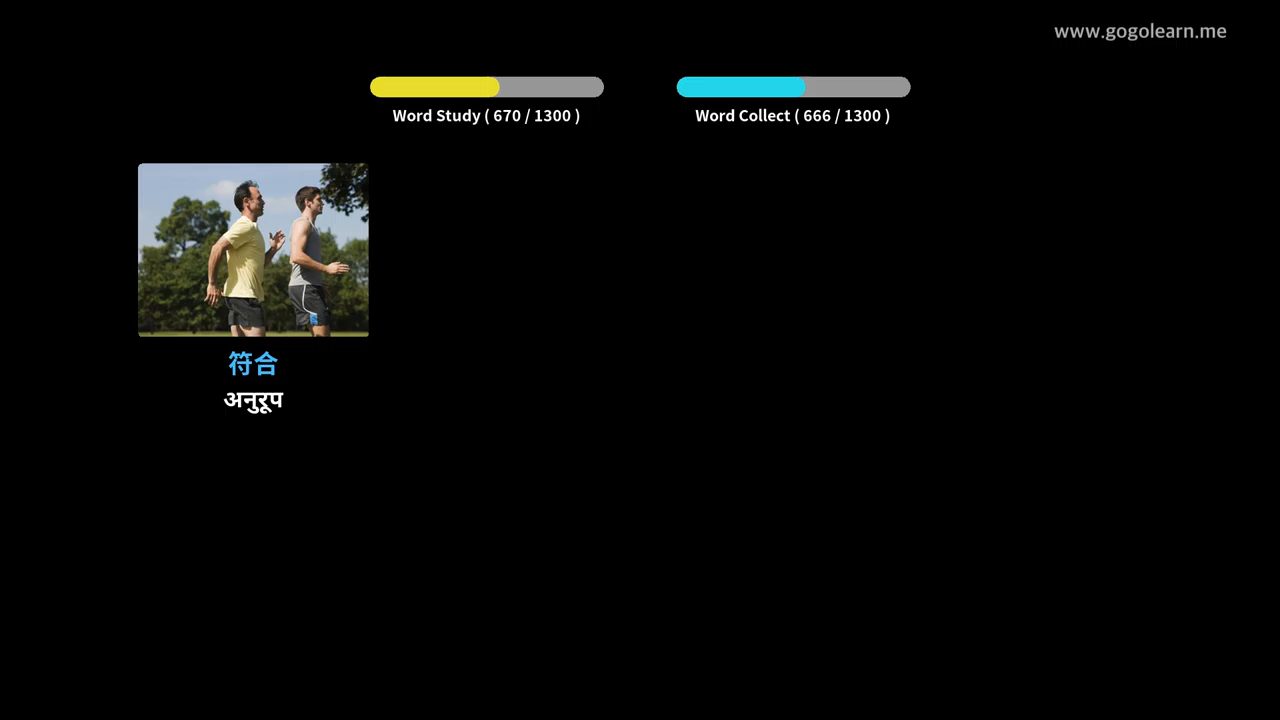 www.gogolearn.me
Word Study ( 670 / 1300 )
Word Collect ( 666 / 1300 )
符合
अनुरूप